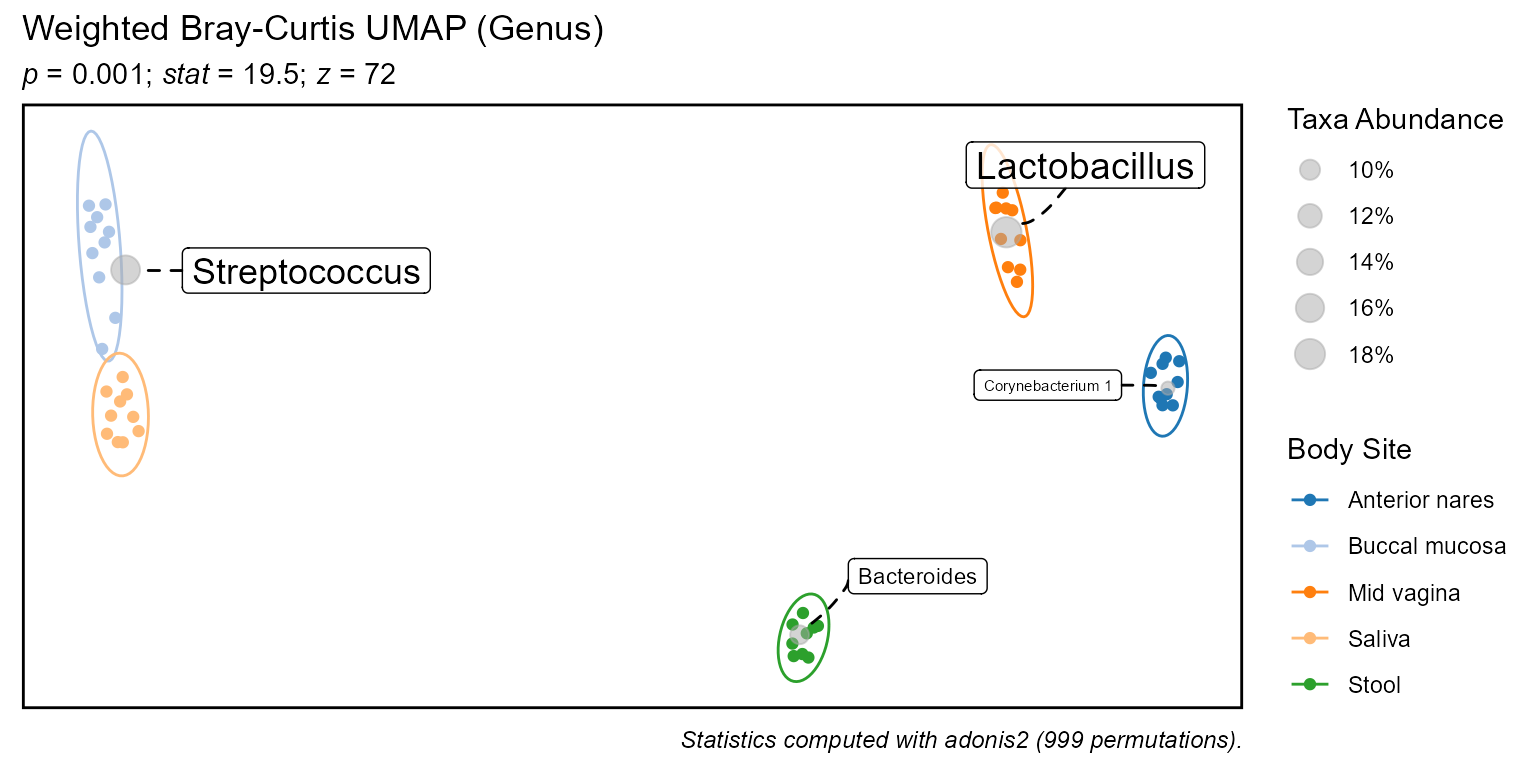 Weighted Bray-Curtis UMAP (Genus)
p = 0.001; stat = 19.5; z = 72
Lactobacillus
Streptococcus
Corynebacterium 1
Bacteroides
Taxa Abundance
10%
12%
14%
16%
18%
Body Site
Anterior nares
Buccal mucosa
Mid vagina
Saliva
Stool
Statistics computed with adonis2 (999 permutations).